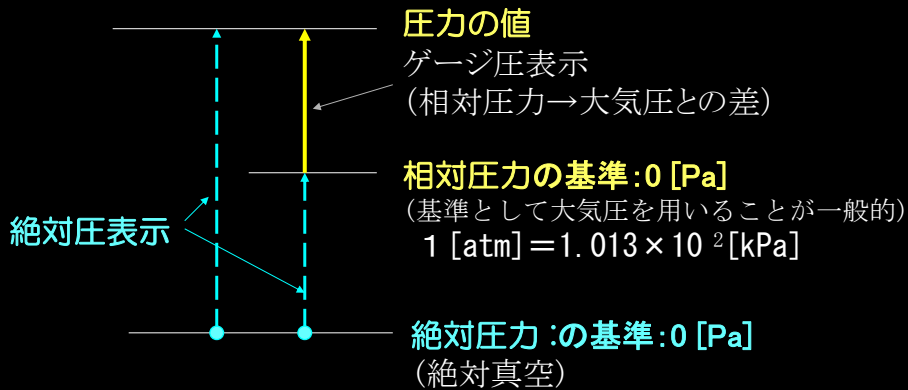 圧力の値
ゲージ圧表示
(相対圧力→大気圧との差)
相対圧力の基準:0 [Pa]
(基準として大気圧を用いることが一般的)
1 [atm]=1.013×10 ²[kPa]
絶対圧表示
絶対圧力:の基準:0 [Pa]
(絶対真空)